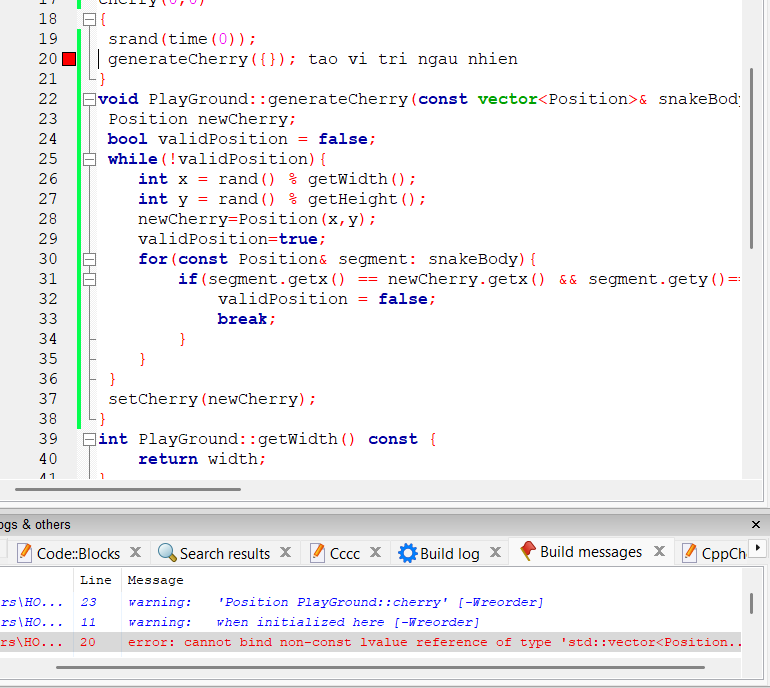 17 cherry(0,0)
18 {
19 srand(time(0));
20 generateCherry({}); tao vi tri ngau nhien
21 }
22 void PlayGround::generateCherry(const vector<Position>& snakeBody
23 Position newCherry;
24 bool validPosition = false;
25 while(!validPosition){
26 int x = rand() % getWidth();
27 int y = rand() % getHeight();
28 newCherry=Position(x,y);
29 validPosition=true;
30 for(const Position& segment: snakeBody){
31 if(segment.getx() == newCherry.getx() && segment.gety()==
32 validPosition = false;
33 break;
34 }
35 }
36 }
37 setCherry(newCherry);
38 }
39 int PlayGround::getWidth() const {
40 return width;
41 }
ogs & others
Code::Blocks Search results Cccc Build log Build messages CppCh
Line Message
rs\HO... 23 warning: 'Position PlayGround::cherry' [-Wreorder]
rs\HO... 11 warning: when initialized here [-Wreorder]
rs\HO... 20 error: cannot bind non-const lvalue reference of type 'std::vector<Position...